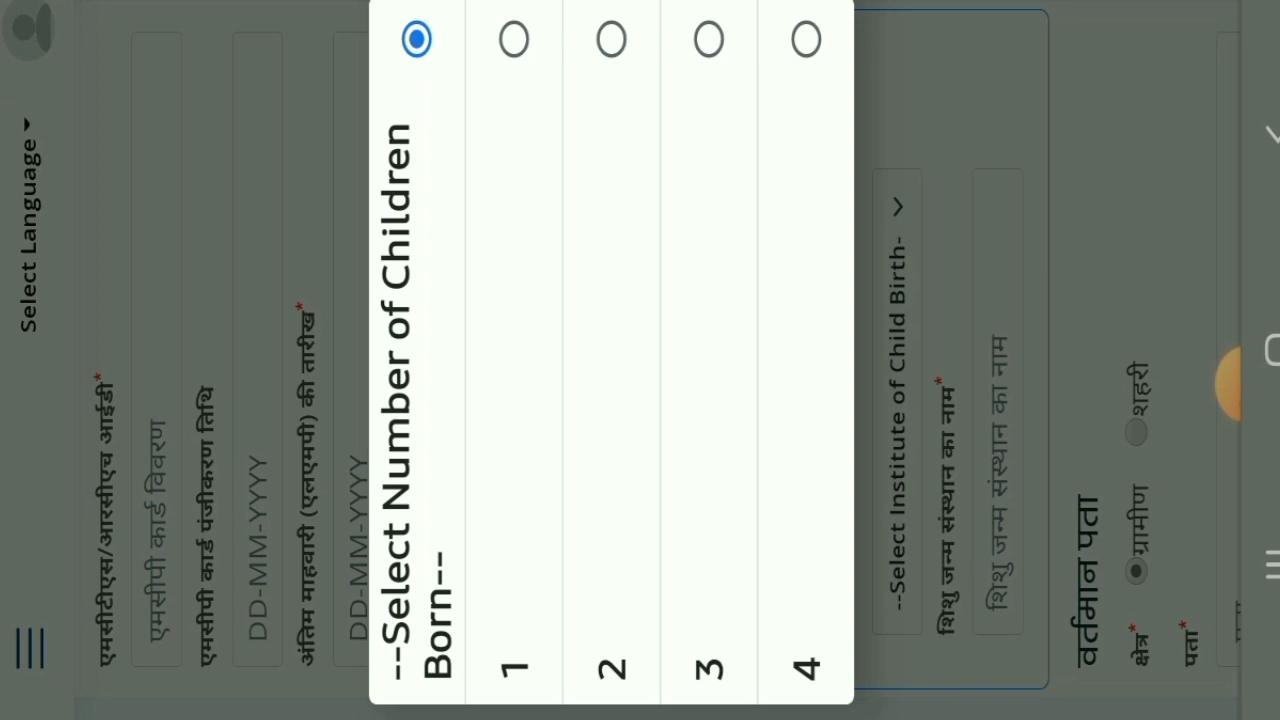 Select Language
एमसीटीएस/आरसीएच आईडी*
एमसीपी कार्ड विवरण
एमसीपी कार्ड पंजीकरण तिथि
DD-MM-YYYY
अंतिम माहवारी (एलएमपी) की तारीख*
DD-MM-YYYY
--Select Number of Children
Born--
1
2
3
4
--Select Institute of Child Birth-
शिशु जन्म संस्थान का नाम*
शिशु जन्म संस्थान का नाम
वर्तमान पता
क्षेत्र* ग्रामीण शहरी
पता*